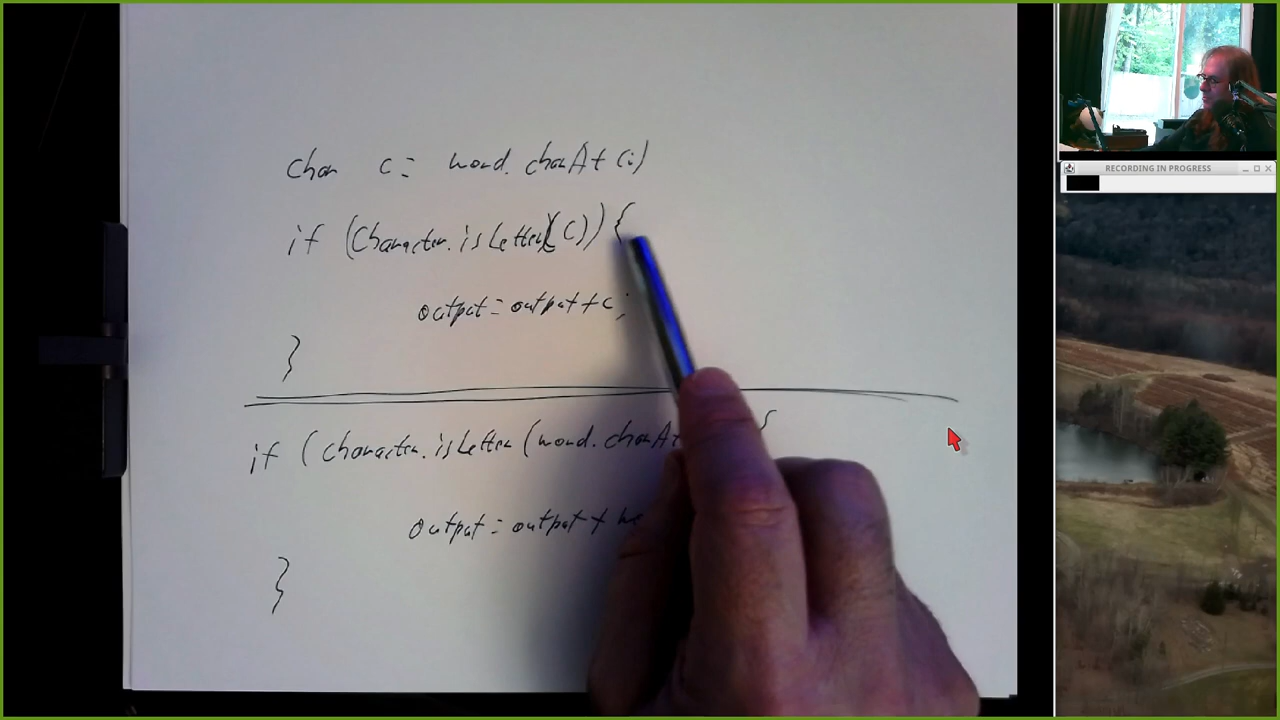 char c = word.charAt(i)
if (Character.isLetter(c)) {
output = output + c;
}
if (Character.isLetter(word.charAt {
output = output +
}
RECORDING IN PROGRESS